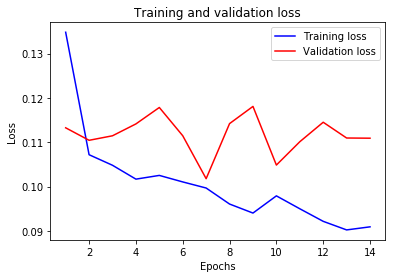 Training and validation loss
Training loss
Validation loss
Loss
0.13
0.12
0.11
0.10
0.09
2 4 6 8 10 12 14
Epochs